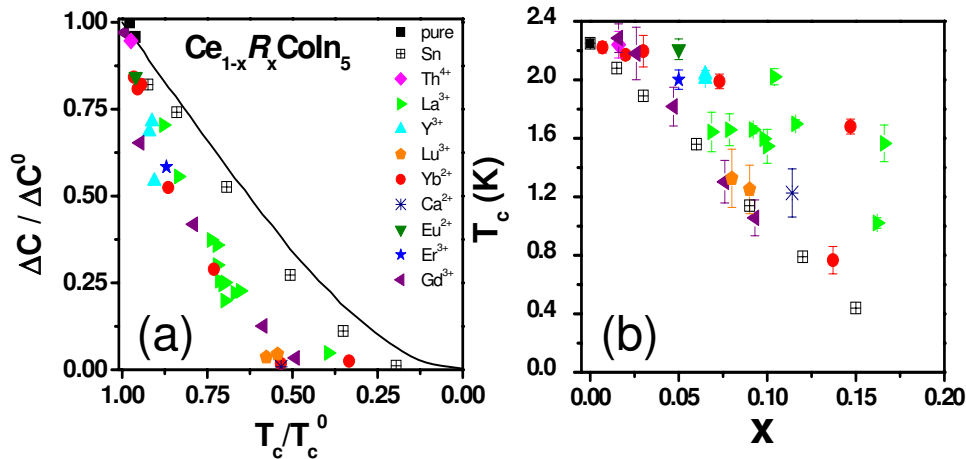 Ce₁₋ₓRₓCoIn₅
pure
Sn
Th⁴⁺
La³⁺
Y³⁺
Lu³⁺
Yb²⁺
Ca²⁺
Eu²⁺
Er³⁺
Gd³⁺
(a)
1.00
0.75
0.50
0.25
0.00
ΔC / ΔC⁰
1.00 0.75 0.50 0.25 0.00
T_c/T_c⁰
2.4
2.0
1.6
1.2
0.8
0.4
0.0
T_c (K)
(b)
0.00 0.05 0.10 0.15 0.20
x